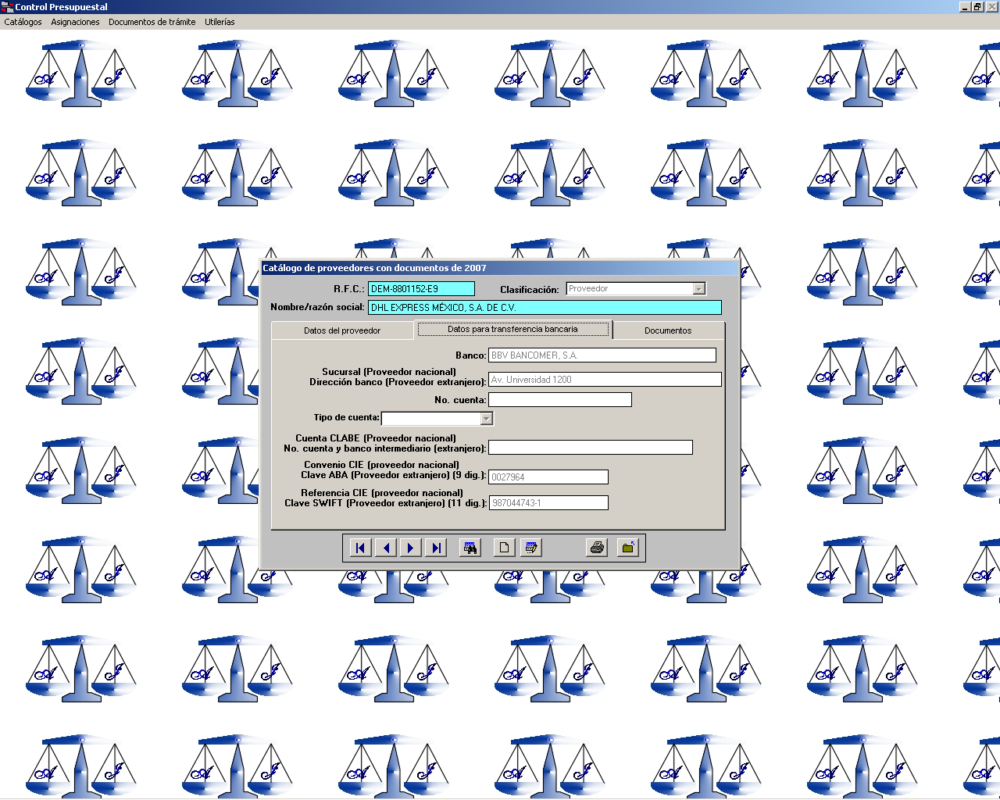 Control Presupuestal
Catálogos Asignaciones Documentos de trámite Utilerías
Catálogo de proveedores con documentos de 2007
R.F.C.: DEM-8801152-E9 Clasificación: Proveedor
Nombre/razón social: DHL EXPRESS MÉXICO, S.A. DE C.V.
Datos del proveedor Datos para transferencia bancaria Documentos
Banco: BBV BANCOMER, S.A.
Sucursal (Proveedor nacional)
Dirección banco (Proveedor extranjero): Av. Universidad 1200
No. cuenta:
Tipo de cuenta:
Cuenta CLABE (Proveedor nacional)
No. cuenta y banco intermediario (extranjero):
Convenio CIE (proveedor nacional)
Clave ABA (Proveedor extranjero) (9 dig.): 0027964
Referencia CIE (proveedor nacional)
Clave SWIFT (Proveedor extranjero) (11 dig.): 987044743-1